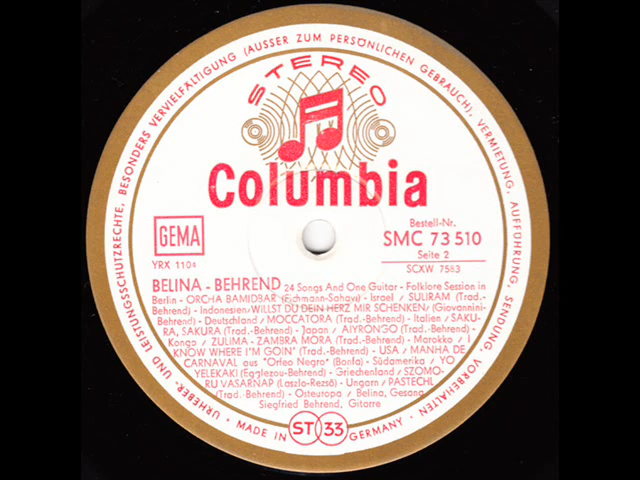 URHEBER- UND LEISTUNGSSCHUTZRECHTE, BESONDERS VERVIELFÄLTIGUNG (AUSSER ZUM PERSÖNLICHEN GEBRAUCH), VERMIETUNG, AUFFÜHRUNG, SENDUNG VORBEHALTEN
STEREO
Columbia
GEMA
YRX 1104
Bestell-Nr.
SMC 73 510
Seite 2
SCXW 7583
BELINA - BEHREND 24 Songs And One Guitar - Folklore Session in
Berlin - ORCHA BAMIDBAR (Eichmann-Sahavs) - Israel / SULIRAM (Trad.-
Behrend) - Indonesien/WILLST DU DEIN HERZ MIR SCHENKEN/(Giovannini-
Behrend) - Deutschland / MOCCATORA (Trad.-Behrend) - Italien / SAKU-
RA, SAKURA (Trad.-Behrend) - Japan / AIYRONGO (Trad.-Behrend) -
Kongo / ZULIMA - ZAMBRA MORA (Trad.-Behrend) - Marokko / I
KNOW WHERE I'M GOIN' (Trad.-Behrend) - USA / MANHA DE
CARNAVAL aus "Orfeo Negro" (Bonfa) - Südamerika / YO
YELEKAKI (Egglezou-Behrend) - Griechenland / SZOMO-
RU VASARNAP (Laszlo-Rezsö) - Ungarn / PASTECHL
(Trad.-Behrend) - Osteuropa / Belina, Gesang
Siegfried Behrend, Gitarre
• MADE IN ST 33 GERMANY •